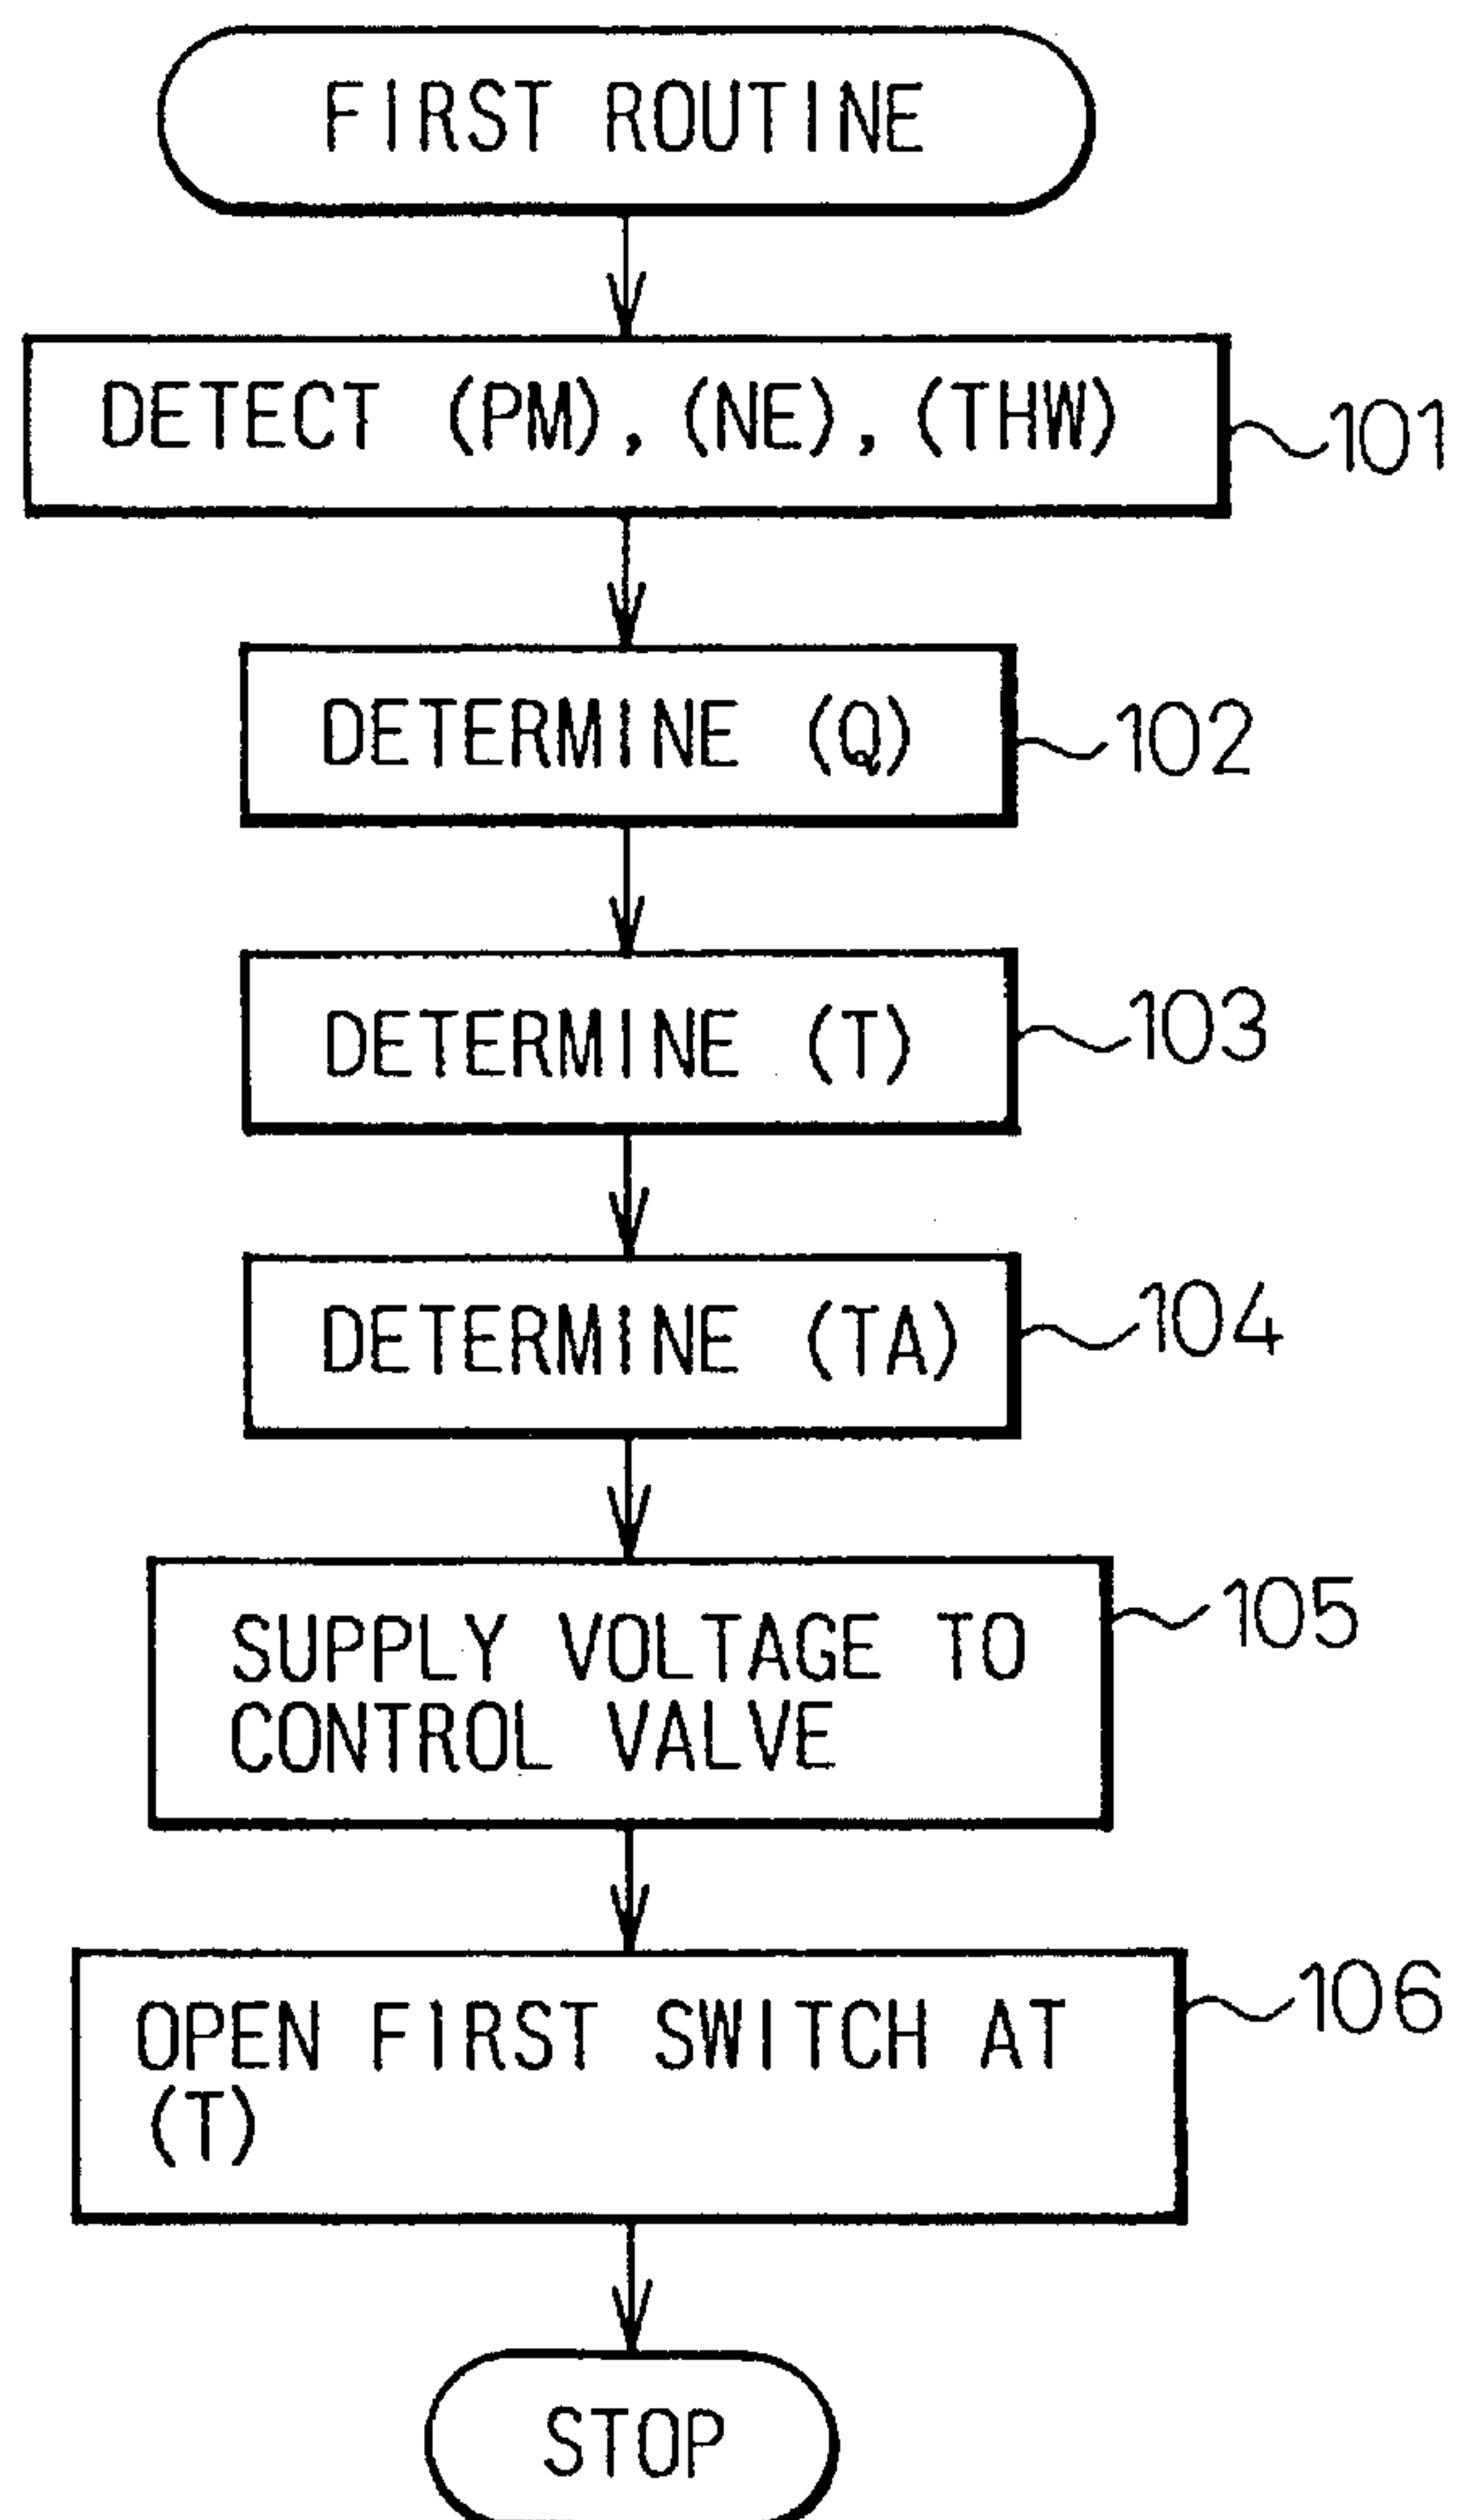 FIRST ROUTINE
DETECT (PM), (NE), (THW)
101
DETERMINE (Q)
102
DETERMINE (T)
103
DETERMINE (TA)
104
SUPPLY VOLTAGE TO
CONTROL VALVE
105
OPEN FIRST SWITCH AT
(T)
106
STOP